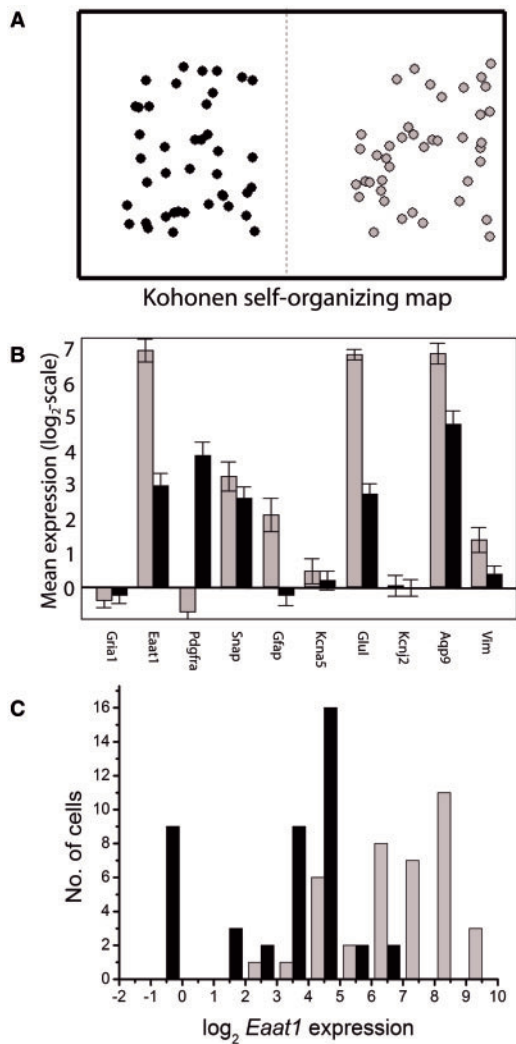 A
Kohonen self-organizing map
B
Mean expression (log₂-scale)
7
6
5
4
3
2
1
0
Gria1
Eaat1
Pdgfra
Snap
Gfap
Kcna5
Glul
Kcnj2
Aqp9
Vim
C
No. of cells
16
14
12
10
8
6
4
2
0
-2 -1 0 1 2 3 4 5 6 7 8 9 10
log₂ Eaat1 expression